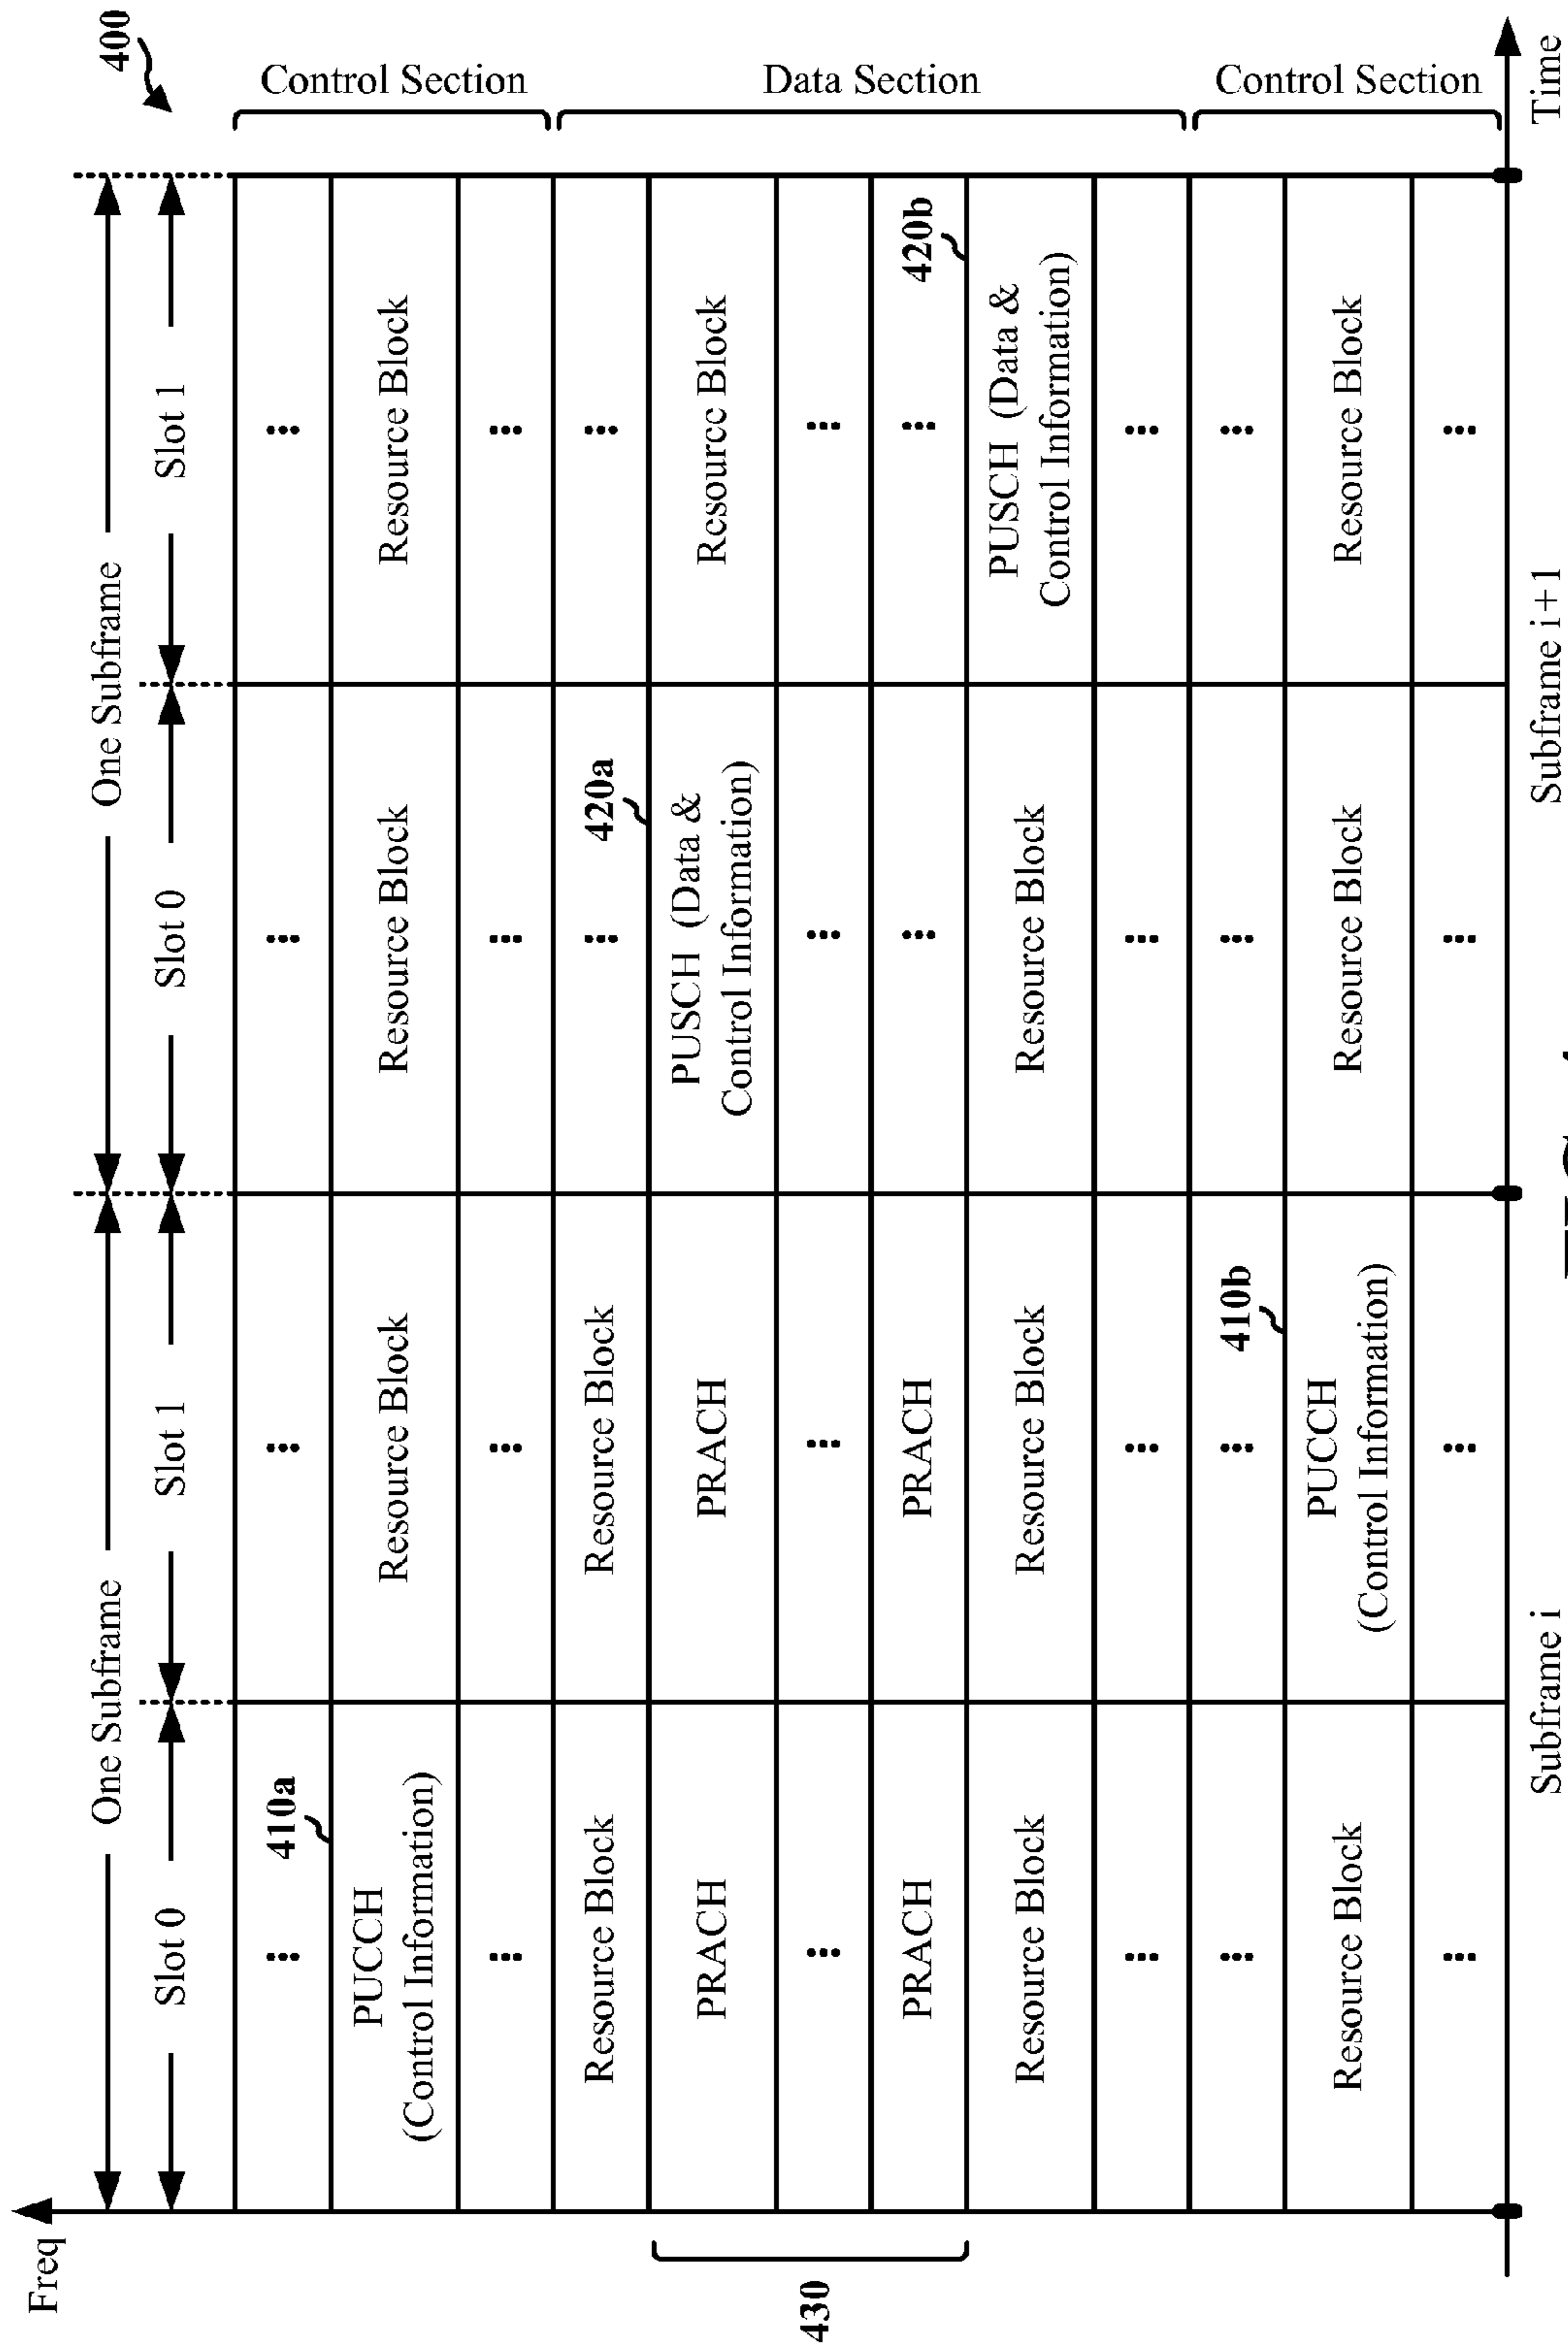 400
Freq
One Subframe
One Subframe
Slot 0
Slot 1
Slot 0
Slot 1
410a
PUCCH
(Control Information)
Resource Block
Resource Block
Resource Block
Control Section
Resource Block
Resource Block
420a
430
PRACH
PRACH
PUSCH (Data &
Control Information)
Resource Block
Data Section
PRACH
PRACH
420b
Resource Block
Resource Block
Resource Block
PUSCH (Data &
Control Information)
410b
Resource Block
PUCCH
(Control Information)
Resource Block
Resource Block
Control Section
Subframe i
Subframe i+1
Time